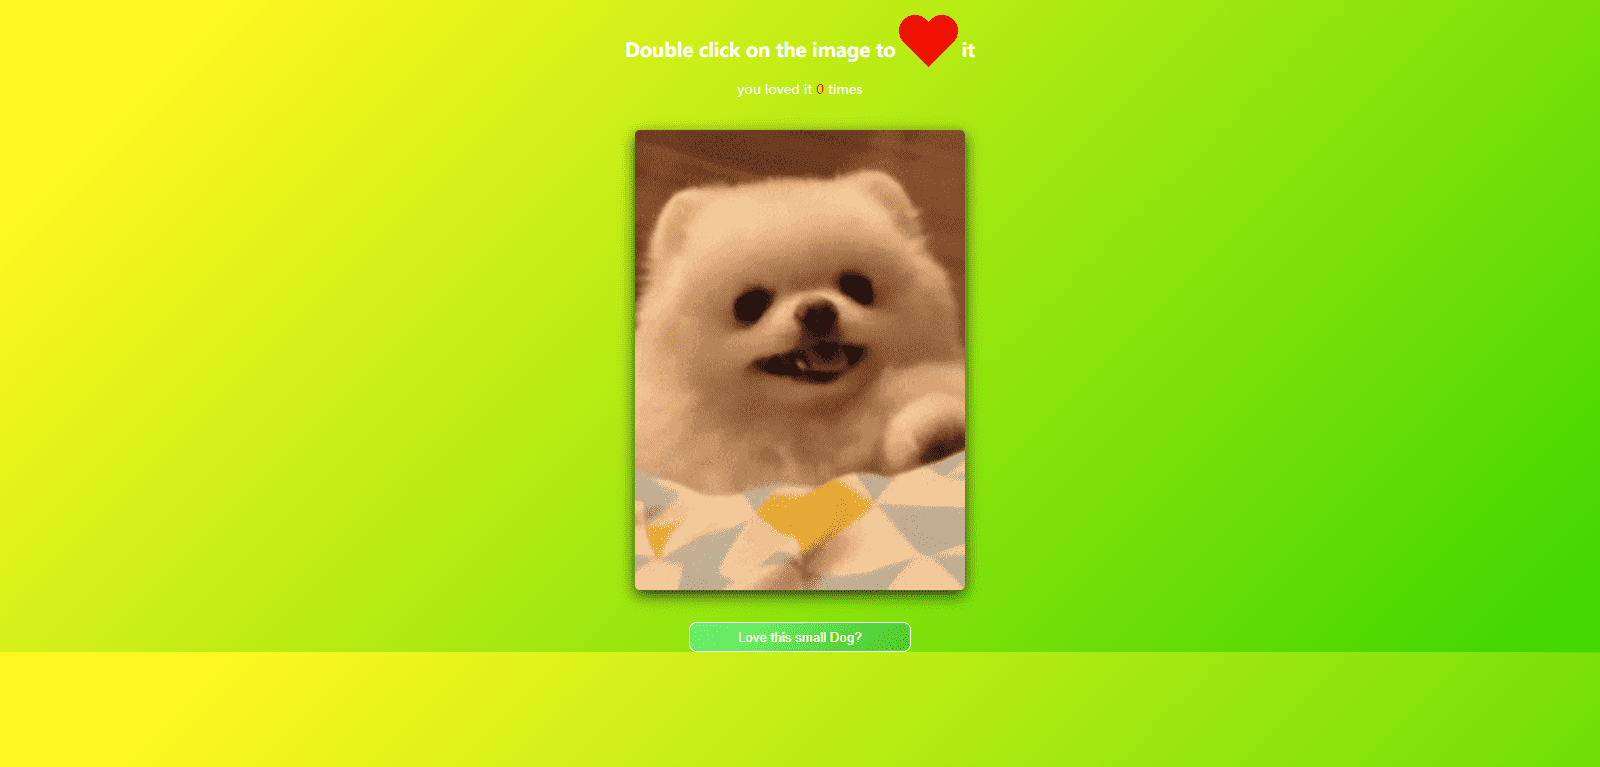 Double click on the image to it
you loved it 0 times
Love this small Dog?